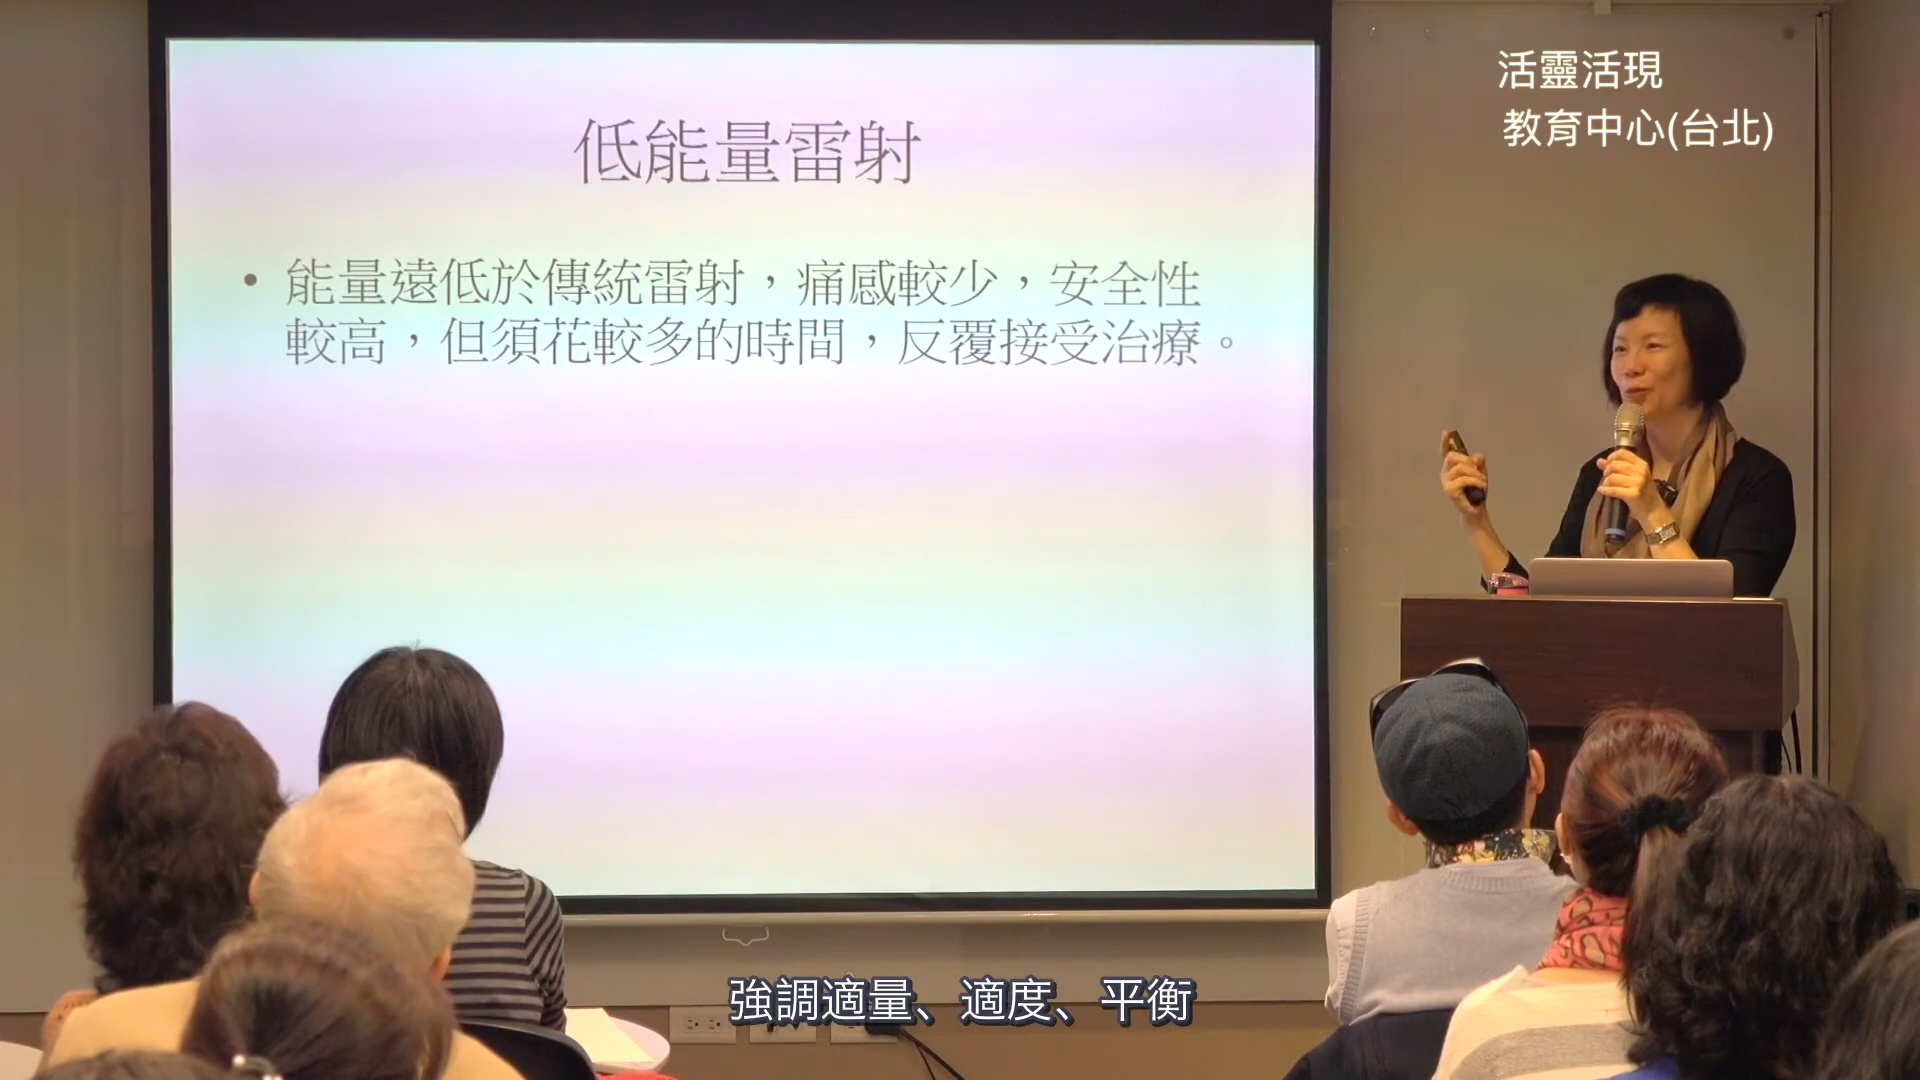 低能量雷射
• 能量遠低於傳統雷射，痛感較少，安全性
較高，但須花較多的時間，反覆接受治療。
活靈活現
教育中心(台北)
強調適量、適度、平衡